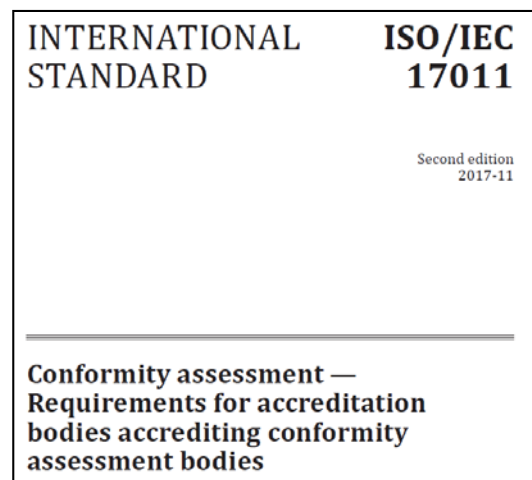 INTERNATIONAL STANDARD
ISO/IEC 17011
Second edition
2017-11
Conformity assessment —
Requirements for accreditation
bodies accrediting conformity
assessment bodies